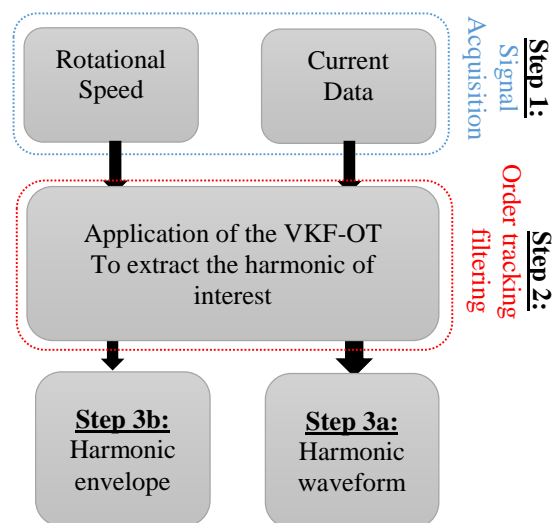 Rotational
Speed
Current
Data
Step 1:
Signal
Acquisition
Application of the VKF-OT
To extract the harmonic of
interest
Step 2:
Order tracking
filtering
Step 3b:
Harmonic
envelope
Step 3a:
Harmonic
waveform